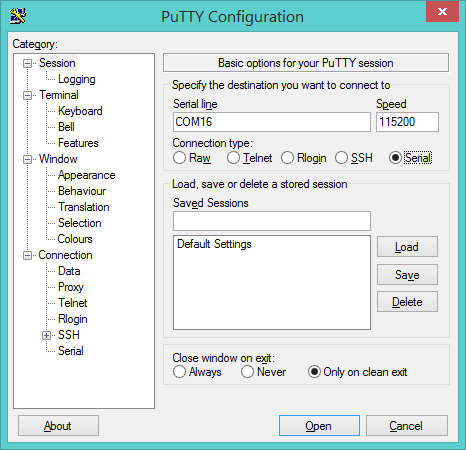 PuTTY Configuration
Category:
Session
Logging
Terminal
Keyboard
Bell
Features
Window
Appearance
Behaviour
Translation
Selection
Colours
Connection
Data
Proxy
Telnet
Rlogin
SSH
Serial
Basic options for your PuTTY session
Specify the destination you want to connect to
Serial line Speed
COM16 115200
Connection type:
Raw Telnet Rlogin SSH Serial
Load, save or delete a stored session
Saved Sessions
Default Settings
Load
Save
Delete
Close window on exit:
Always Never Only on clean exit
About Open Cancel